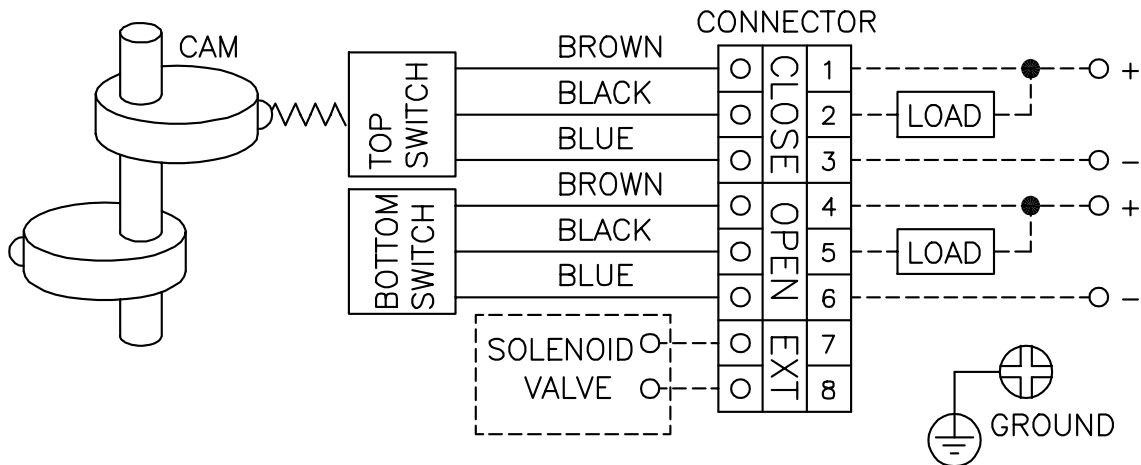 CONNECTOR
CAM
TOP
SWITCH
BROWN
BLACK
BLUE
BOTTOM
SWITCH
BROWN
BLACK
BLUE
SOLENOID
VALVE
CLOSE
OPEN
EXT
1
2
3
4
5
6
7
8
LOAD
+
-
LOAD
+
-
GROUND